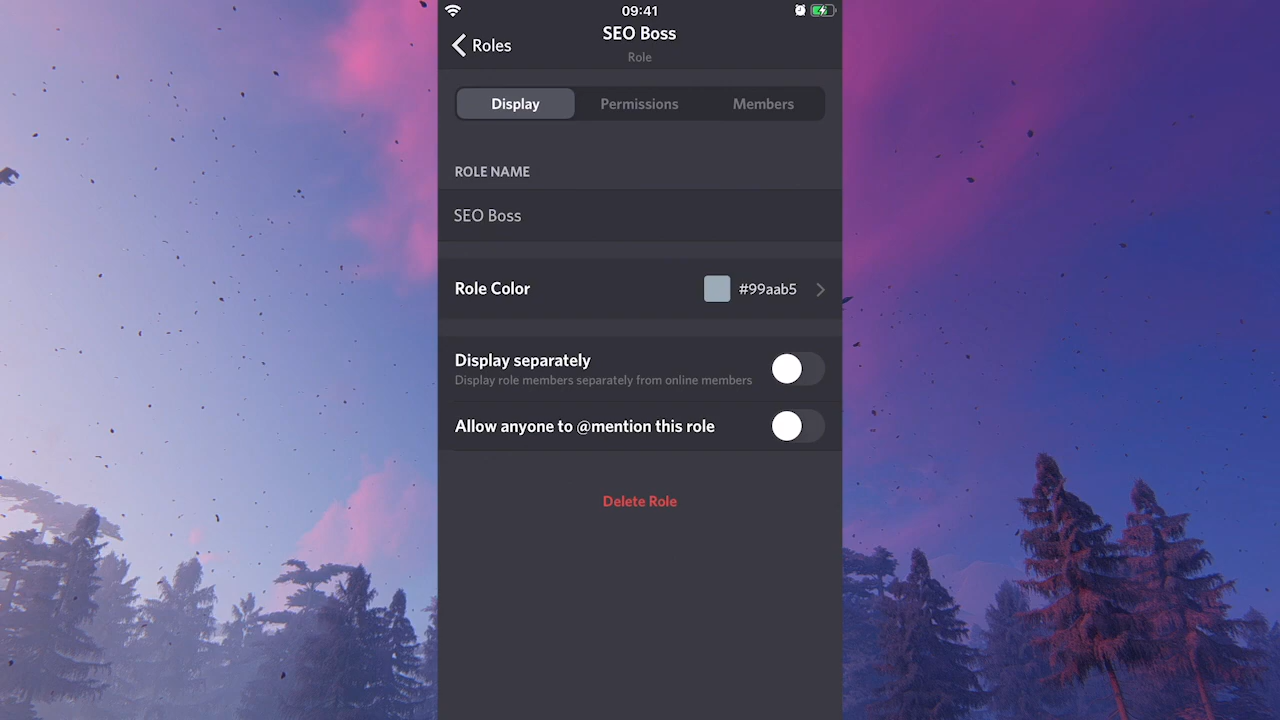 09:41
SEO Boss
Roles
Role
Display Permissions Members
ROLE NAME
SEO Boss
Role Color #99aab5
Display separately
Display role members separately from online members
Allow anyone to @mention this role
Delete Role